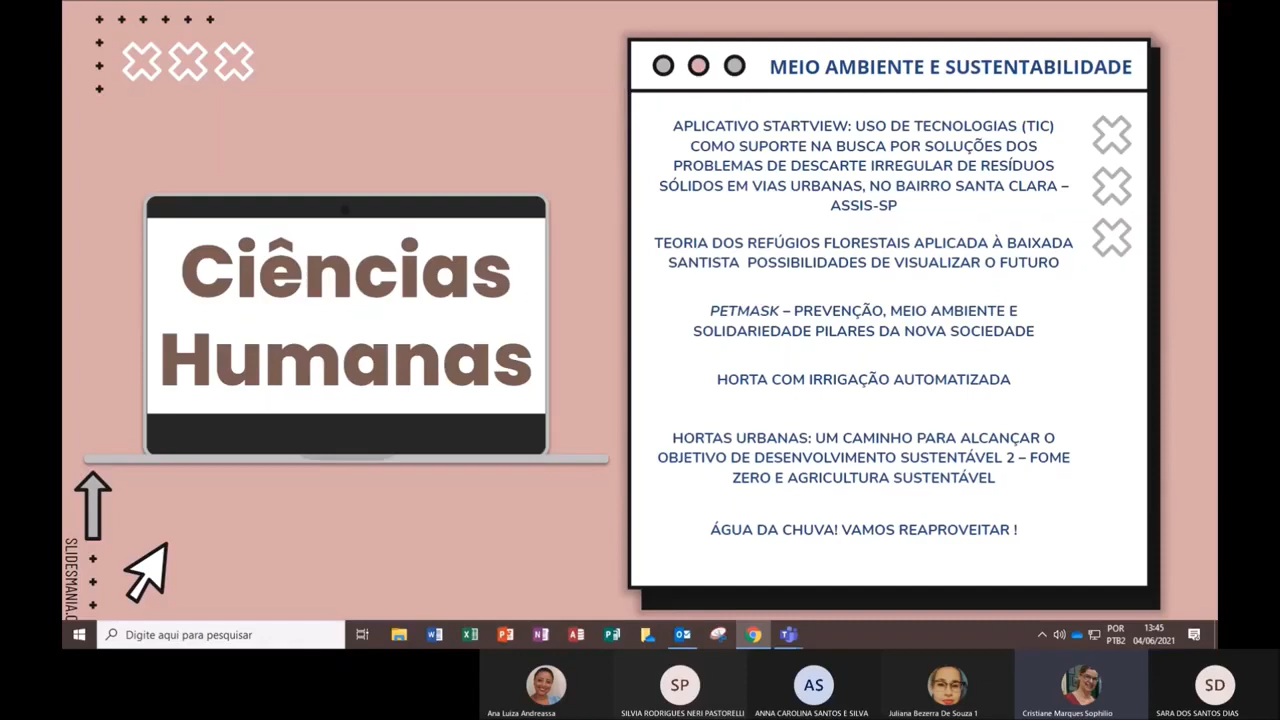 Ciências
Humanas
SLIDESMANIA.C
MEIO AMBIENTE E SUSTENTABILIDADE
APLICATIVO STARTVIEW: USO DE TECNOLOGIAS (TIC)
COMO SUPORTE NA BUSCA POR SOLUÇÕES DOS
PROBLEMAS DE DESCARTE IRREGULAR DE RESÍDUOS
SÓLIDOS EM VIAS URBANAS, NO BAIRRO SANTA CLARA –
ASSIS-SP
TEORIA DOS REFÚGIOS FLORESTAIS APLICADA À BAIXADA
SANTISTA POSSIBILIDADES DE VISUALIZAR O FUTURO
PETMASK – PREVENÇÃO, MEIO AMBIENTE E
SOLIDARIEDADE PILARES DA NOVA SOCIEDADE
HORTA COM IRRIGAÇÃO AUTOMATIZADA
HORTAS URBANAS: UM CAMINHO PARA ALCANÇAR O
OBJETIVO DE DESENVOLVIMENTO SUSTENTÁVEL 2 – FOME
ZERO E AGRICULTURA SUSTENTÁVEL
ÁGUA DA CHUVA! VAMOS REAPROVEITAR !
Digite aqui para pesquisar
POR
PTB2
13:45
04/06/2021
SP
AS
SD
Ana Luiza Andreassa
SILVIA RODRIGUES NERI PASTORELLI
ANNA CAROLINA SANTOS E SILVA
Juliana Bezerra De Souza 1
Cristiane Marques Sophilio
SARA DOS SANTOS DIAS